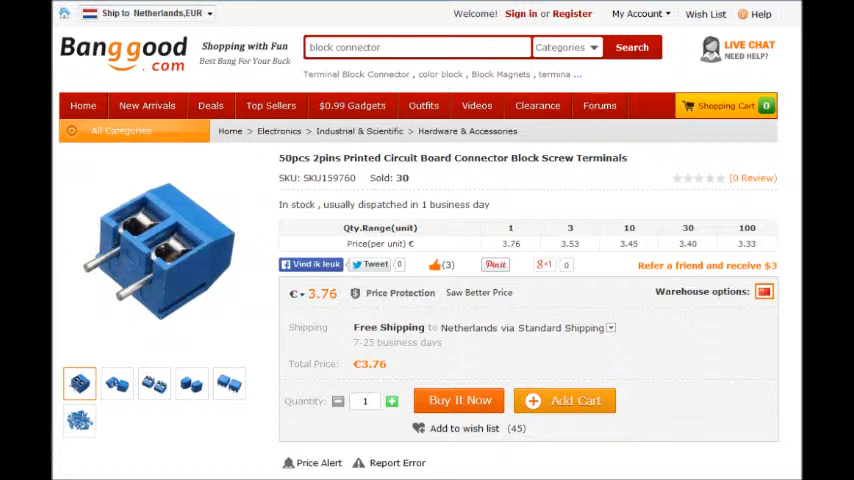 Ship to Netherlands,EUR
Welcome! Sign in or Register
My Account
Wish List
Help
Banggood
.com
Shopping with Fun
Best Bang For Your Buck
block connector
Categories
Search
LIVE CHAT
NEED HELP?
Terminal Block Connector , color block , Block Magnets , termina ...
Home
New Arrivals
Deals
Top Sellers
$0.99 Gadgets
Outfits
Videos
Clearance
Forums
Shopping Cart
0
All Categories
Home > Electronics > Industrial & Scientific > Hardware & Accessories
50pcs 2pins Printed Circuit Board Connector Block Screw Terminals
SKU: SKU159760 Sold: 30
(0 Review)
In stock , usually dispatched in 1 business day
Qty.Range(unit) 1 3 10 30 100
Price(per unit) € 3.76 3.53 3.45 3.40 3.33
Vind ik leuk
Tweet
0
(3)
Pin it
g+1
0
Refer a friend and receive $3
€ 3.76
Price Protection
Saw Better Price
Warehouse options:
Shipping
Free Shipping to Netherlands via Standard Shipping
7-25 business days
Total Price:
€3.76
Quantity:
1
Buy It Now
Add Cart
Add to wish list (45)
Price Alert
Report Error